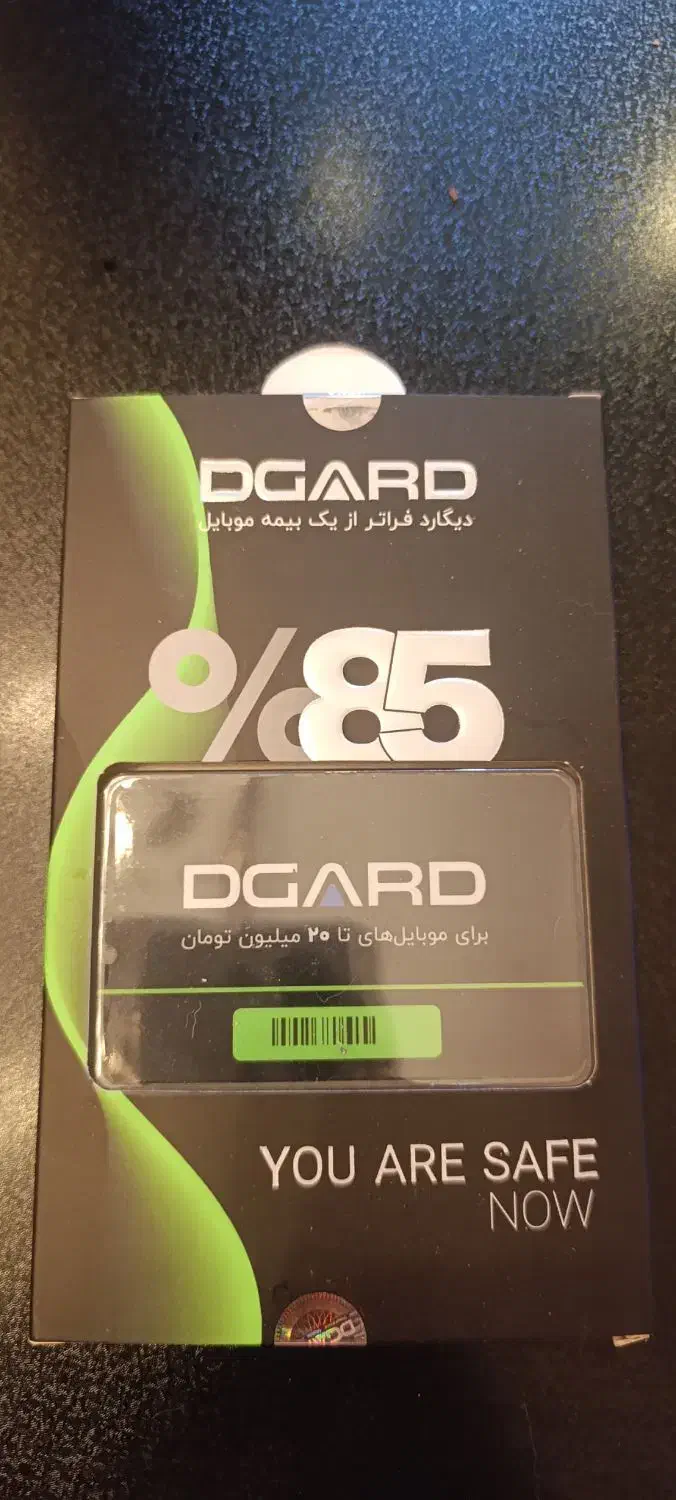 DGARD
دیگارد فراتر از یک بیمه موبایل
%85
DGARD
برای موبایل‌های تا ۲۰ میلیون تومان
YOU ARE SAFE
NOW